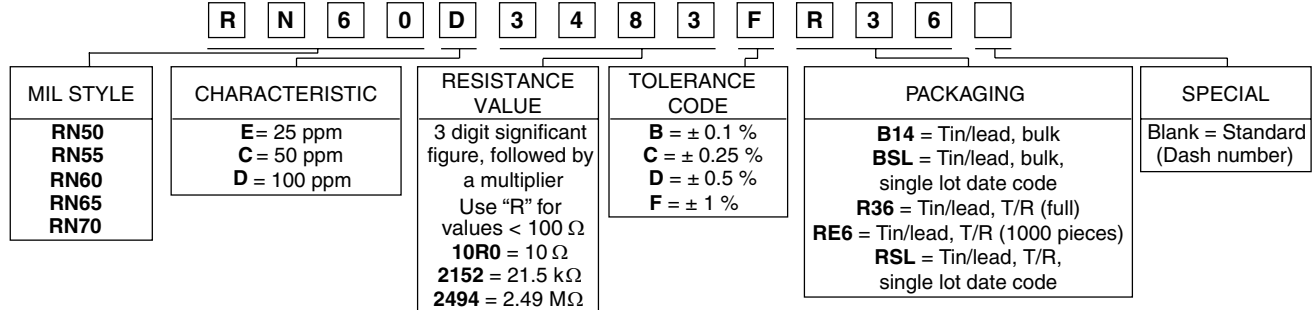 R N 6 0 D 3 4 8 3 F R 3 6
MIL STYLE
RN50
RN55
RN60
RN65
RN70
CHARACTERISTIC
E= 25 ppm
C = 50 ppm
D = 100 ppm
RESISTANCE
VALUE
3 digit significant
figure, followed by
a multiplier
Use “R” for
values < 100 Ω
10R0 = 10 Ω
2152 = 21.5 kΩ
2494 = 2.49 MΩ
TOLERANCE
CODE
B = ± 0.1 %
C = ± 0.25 %
D = ± 0.5 %
F = ± 1 %
PACKAGING
B14 = Tin/lead, bulk
BSL = Tin/lead, bulk,
single lot date code
R36 = Tin/lead, T/R (full)
RE6 = Tin/lead, T/R (1000 pieces)
RSL = Tin/lead, T/R,
single lot date code
SPECIAL
Blank = Standard
(Dash number)